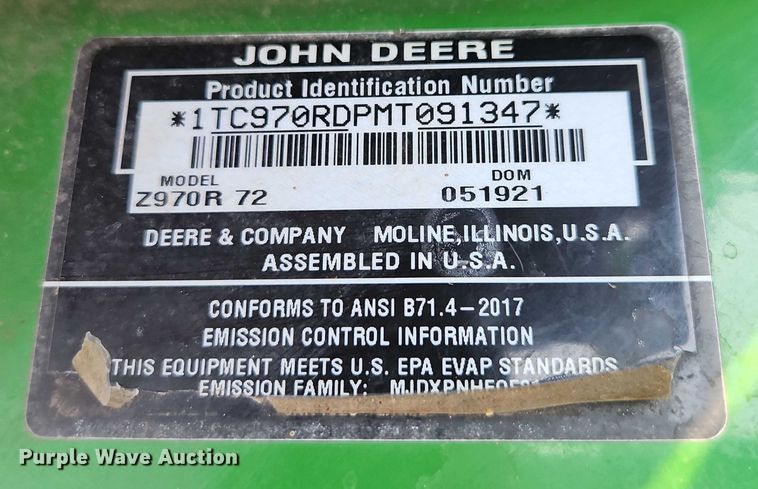 JOHN DEERE
Product Identification Number
*1TC970RDPMT091347*
MODEL DOM
Z970R 72 051921
DEERE & COMPANY MOLINE, ILLINOIS, U.S.A.
ASSEMBLED IN U.S.A.
CONFORMS TO ANSI B71.4-2017
EMISSION CONTROL INFORMATION
THIS EQUIPMENT MEETS U.S. EPA EVAP STANDARDS
EMISSION FAMILY:
Purple Wave Auction